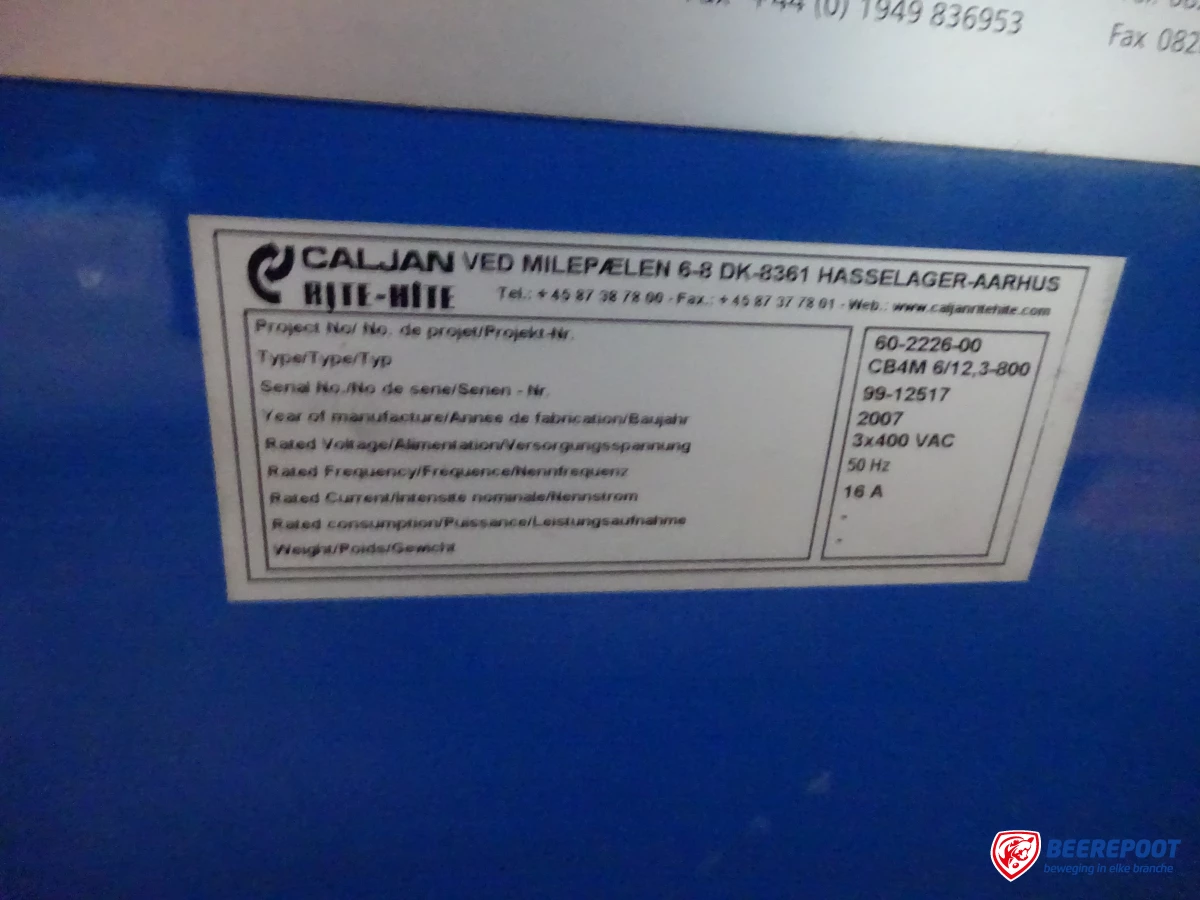 Fax +44 (0) 1949 836953
Fax 082
CALJAN RITE-HITE
VED MILEPÆLEN 6-8 DK-8361 HASSELAGER-AARHUS
Tel.: +45 87 38 78 00 - Fax.: +45 87 37 78 01 - Web.: www.caljanritehite.com
Project No/ No. de projet/Projekt-Nr. 60-2226-00
Type/Type/Typ CB4M 6/12,3-800
Serial No./No de serie/Serien - Nr. 99-12517
Year of manufacture/Annee de fabrication/Baujahr 2007
Rated Voltage/Alimentation/Versorgungsspannung 3x400 VAC
Rated Frequency/Frequence/Nennfrequenz 50 Hz
Rated Current/Intensite nominale/Nennstrom 16 A
Rated consumption/Puissance/Leistungsaufnahme -
Weight/Poids/Gewicht -
BEEREPOOT
beweging in elke branche